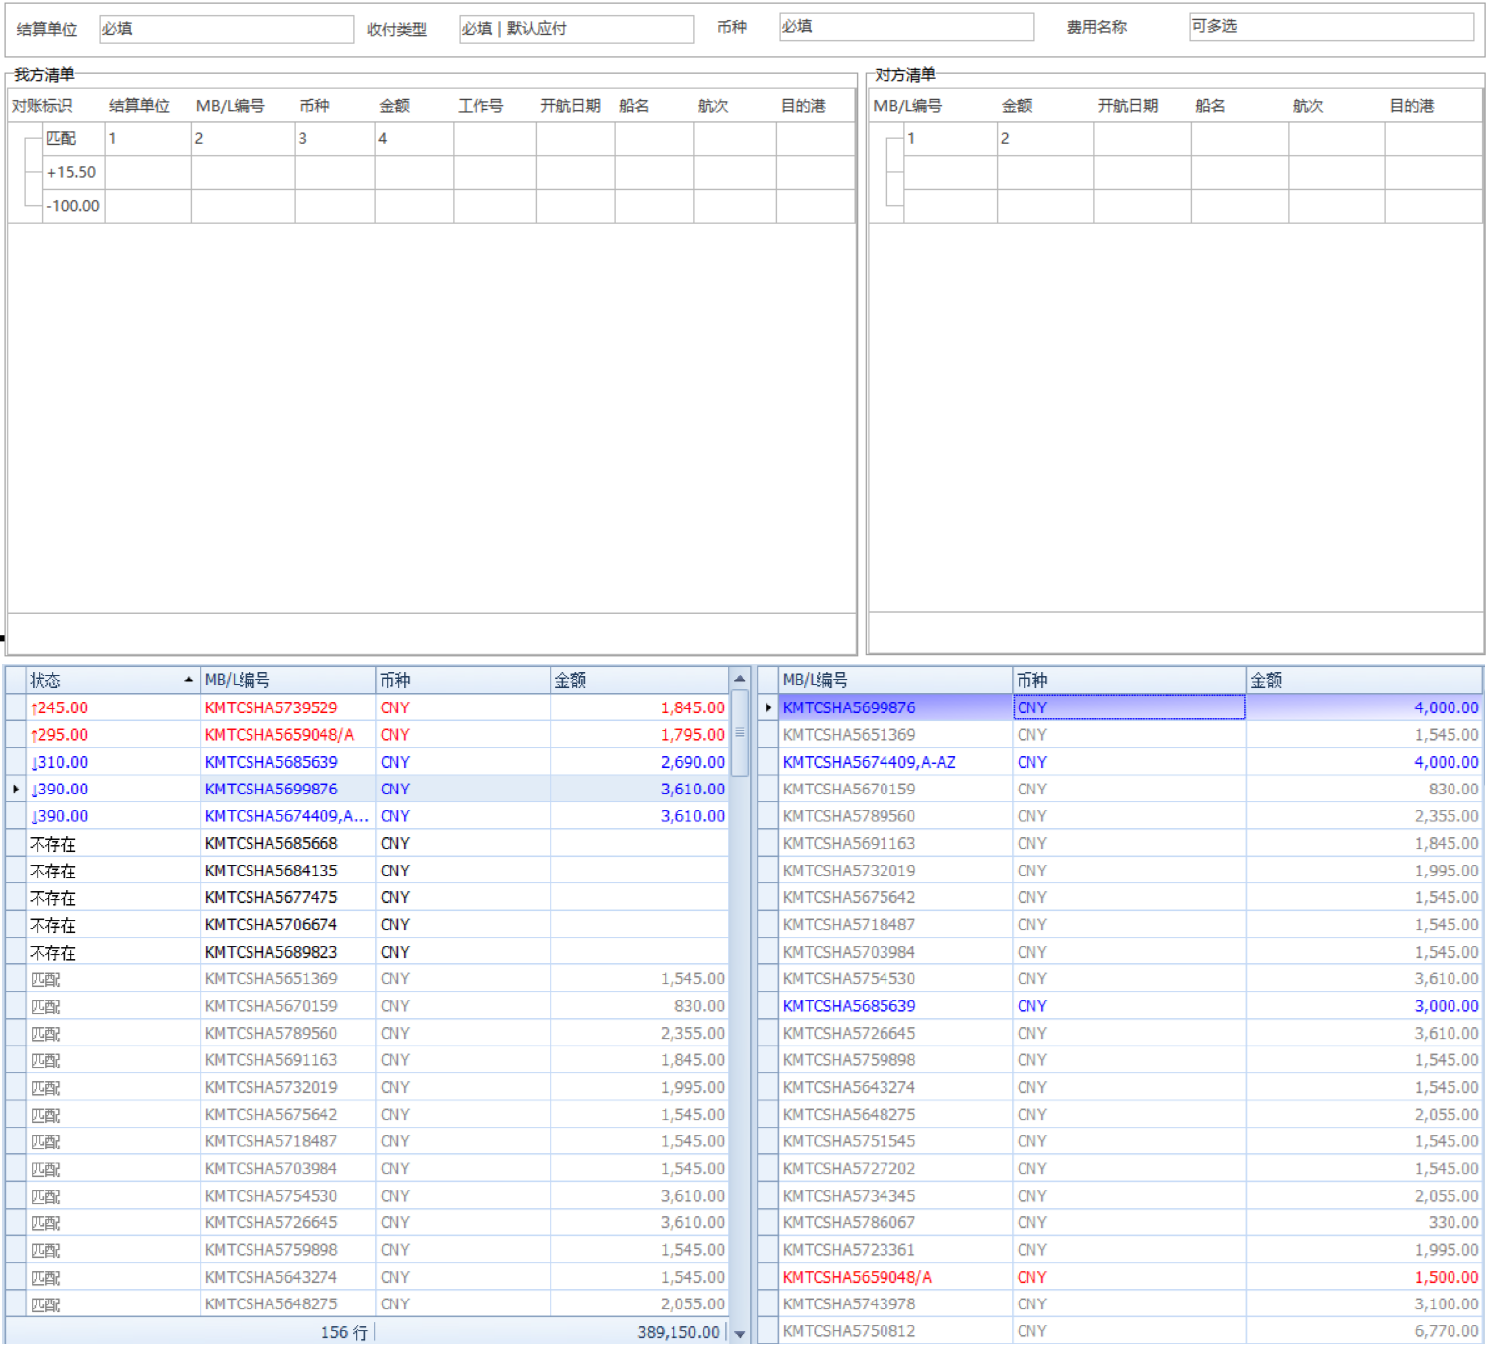 结算单位 必填 收付类型 必填 | 默认应付 币种 必填 费用名称 可多选
我方清单 对方清单
对账标识 结算单位 MB/L编号 币种 金额 工作号 开航日期 船名 航次 目的港 MB/L编号 金额 开航日期 船名 航次 目的港
匹配 1 2 3 4 1 2
+15.50
-100.00
状态 MB/L编号 币种 金额 MB/L编号 币种 金额
↑245.00 KMTCSHA5739529 CNY 1,845.00 KMTCSHA5699876 CNY 4,000.00
↑295.00 KMTCSHA5659048/A CNY 1,795.00 KMTCSHA5651369 CNY 1,545.00
↓310.00 KMTCSHA5685639 CNY 2,690.00 KMTCSHA5674409,A-AZ CNY 4,000.00
↓390.00 KMTCSHA5699876 CNY 3,610.00 KMTCSHA5670159 CNY 830.00
↓390.00 KMTCSHA5674409,A... CNY 3,610.00 KMTCSHA5789560 CNY 2,355.00
不存在 KMTCSHA5685668 CNY KMTCSHA5691163 CNY 1,845.00
不存在 KMTCSHA5684135 CNY KMTCSHA5732019 CNY 1,995.00
不存在 KMTCSHA5677475 CNY KMTCSHA5675642 CNY 1,545.00
不存在 KMTCSHA5706674 CNY KMTCSHA5718487 CNY 1,545.00
不存在 KMTCSHA5689823 CNY KMTCSHA5703984 CNY 1,545.00
匹配 KMTCSHA5651369 CNY 1,545.00 KMTCSHA5754530 CNY 3,610.00
匹配 KMTCSHA5670159 CNY 830.00 KMTCSHA5685639 CNY 3,000.00
匹配 KMTCSHA5789560 CNY 2,355.00 KMTCSHA5726645 CNY 3,610.00
匹配 KMTCSHA5691163 CNY 1,845.00 KMTCSHA5759898 CNY 1,545.00
匹配 KMTCSHA5732019 CNY 1,995.00 KMTCSHA5643274 CNY 1,545.00
匹配 KMTCSHA5675642 CNY 1,545.00 KMTCSHA5648275 CNY 2,055.00
匹配 KMTCSHA5718487 CNY 1,545.00 KMTCSHA5751545 CNY 1,545.00
匹配 KMTCSHA5703984 CNY 1,545.00 KMTCSHA5727202 CNY 1,545.00
匹配 KMTCSHA5754530 CNY 3,610.00 KMTCSHA5734345 CNY 2,055.00
匹配 KMTCSHA5726645 CNY 3,610.00 KMTCSHA5786067 CNY 330.00
匹配 KMTCSHA5759898 CNY 1,545.00 KMTCSHA5723361 CNY 1,995.00
匹配 KMTCSHA5643274 CNY 1,545.00 KMTCSHA5659048/A CNY 1,500.00
匹配 KMTCSHA5648275 CNY 2,055.00 KMTCSHA5743978 CNY 3,100.00
156 行 389,150.00 KMTCSHA5750812 CNY 6,770.00